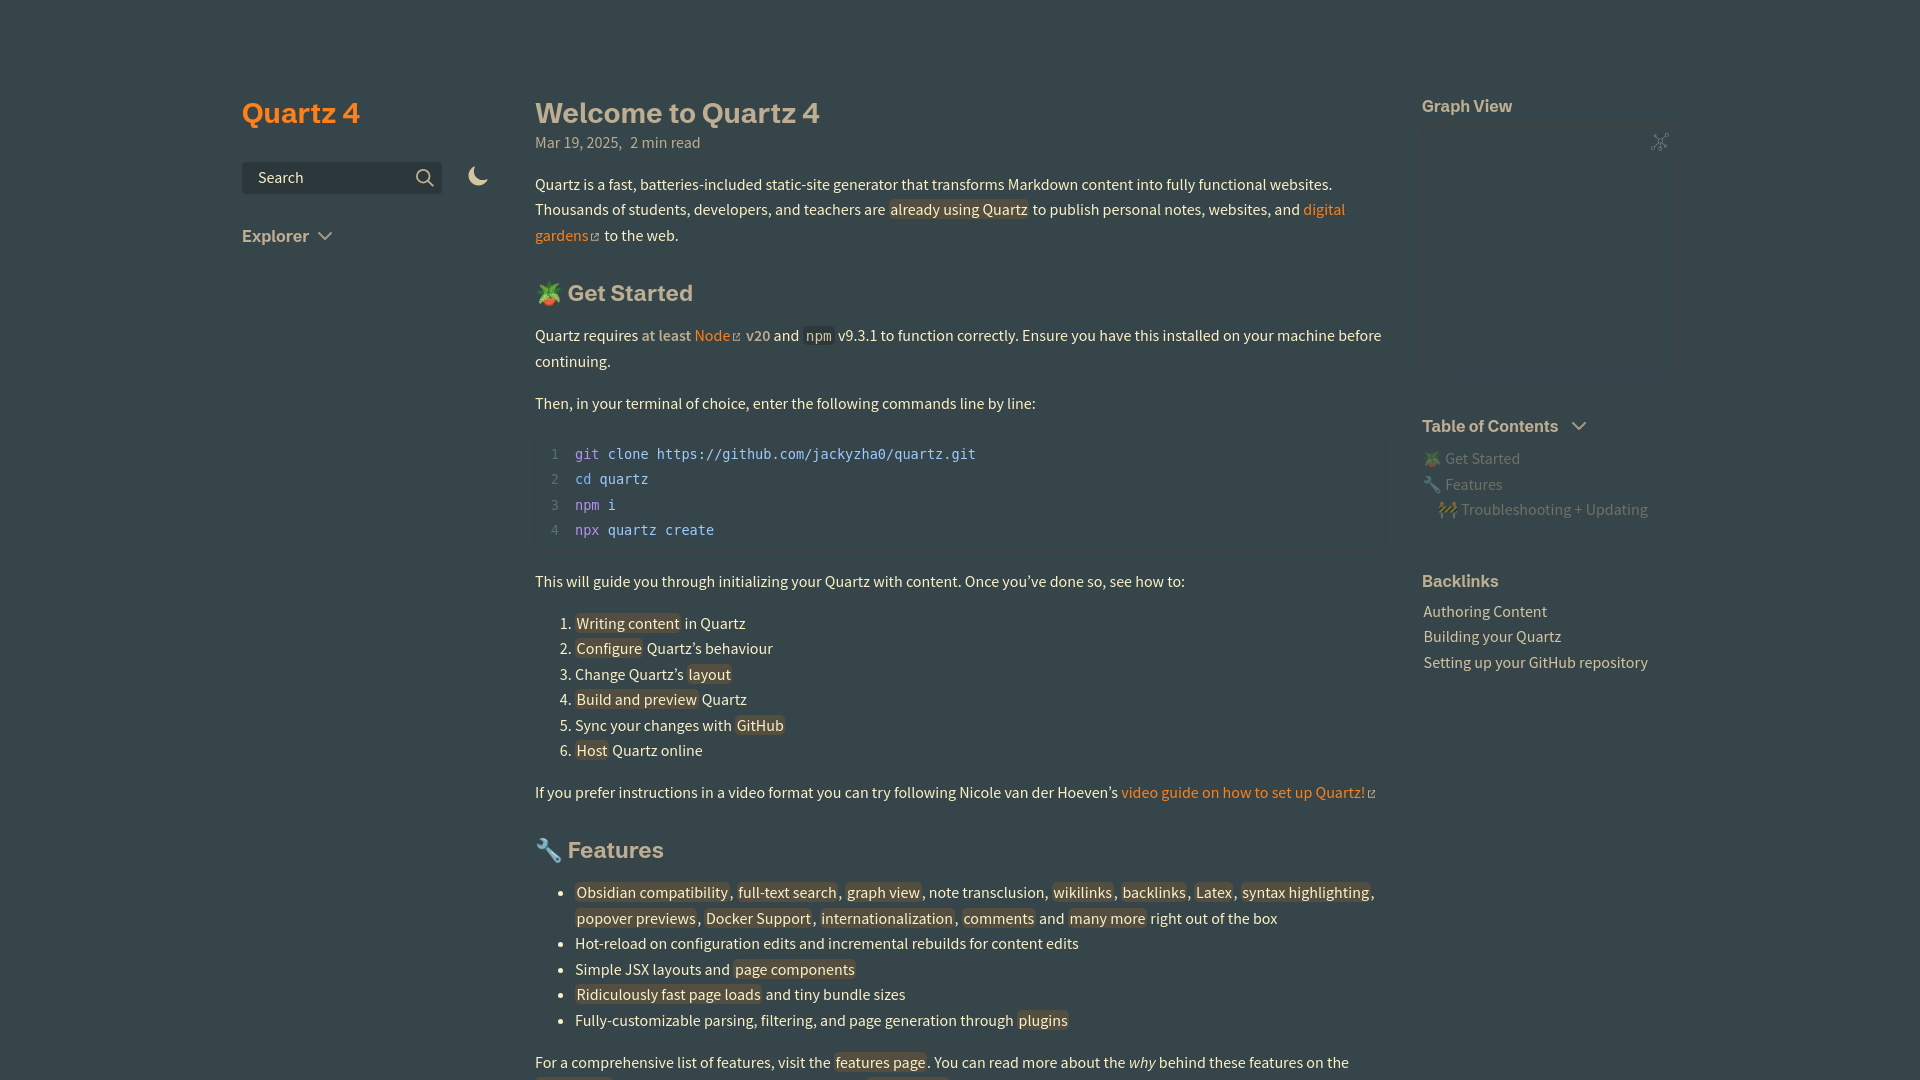 Quartz 4
Search
Explorer
Welcome to Quartz 4
Mar 19, 2025, 2 min read
Quartz is a fast, batteries-included static-site generator that transforms Markdown content into fully functional websites.
Thousands of students, developers, and teachers are already using Quartz to publish personal notes, websites, and digital
gardens to the web.
🪴 Get Started
Quartz requires at least Node v20 and npm v9.3.1 to function correctly. Ensure you have this installed on your machine before
continuing.
Then, in your terminal of choice, enter the following commands line by line:
1 git clone https://github.com/jackyzha0/quartz.git
2 cd quartz
3 npm i
4 npx quartz create
This will guide you through initializing your Quartz with content. Once you’ve done so, see how to:
1. Writing content in Quartz
2. Configure Quartz’s behaviour
3. Change Quartz’s layout
4. Build and preview Quartz
5. Sync your changes with GitHub
6. Host Quartz online
If you prefer instructions in a video format you can try following Nicole van der Hoeven’s video guide on how to set up Quartz!
🔧 Features
• Obsidian compatibility, full-text search, graph view, note transclusion, wikilinks, backlinks, Latex, syntax highlighting,
popover previews, Docker Support, internationalization, comments and many more right out of the box
• Hot-reload on configuration edits and incremental rebuilds for content edits
• Simple JSX layouts and page components
• Ridiculously fast page loads and tiny bundle sizes
• Fully-customizable parsing, filtering, and page generation through plugins
For a comprehensive list of features, visit the features page. You can read more about the why behind these features on the
Graph View
Table of Contents
🪴 Get Started
🔧 Features
🚧 Troubleshooting + Updating
Backlinks
Authoring Content
Building your Quartz
Setting up your GitHub repository